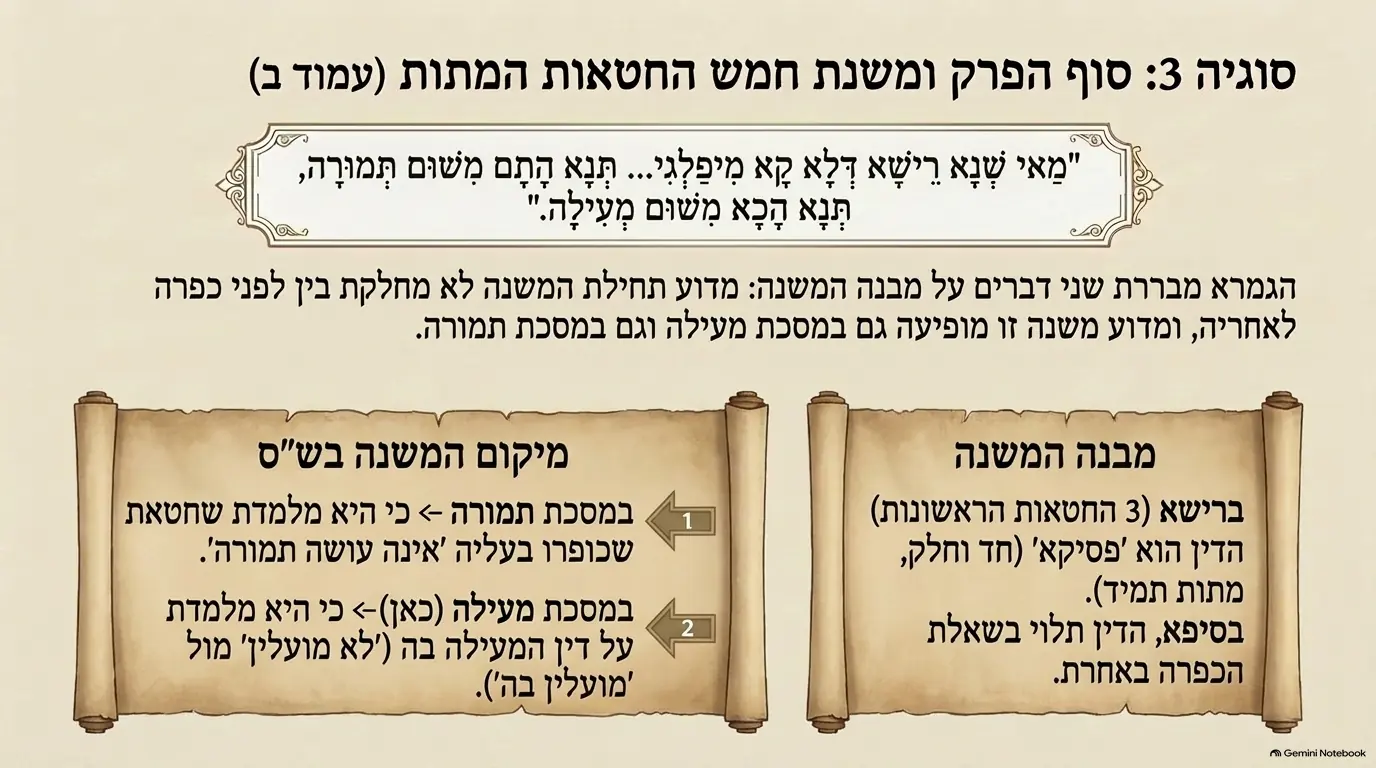 סוגיה 3: סוף הפרק ומשנת חמש החטאות המתות (עמוד ב)
"מַאי שְׁנָא רֵישָׁא דְּלָא קָא מִיפַלְגִי... תְּנָא הָתָם מִשּׁוּם תְּמוּרָה,
תְּנָא הָכָא מִשּׁוּם מְעִילָה."
הגמרא מבררת שני דברים על מבנה המשנה: מדוע תחילת המשנה לא מחלקת בין לפני כפרה
לאחריה, ומדוע משנה זו מופיעה גם במסכת מעילה וגם במסכת תמורה.
מבנה המשנה
ברישא (3 החטאות הראשונות)
הדין הוא 'פסיקא' (חד וחלק,
מתות תמיד).
בסיפא, הדין תלוי בשאלת
הכפרה באחרת.
מיקום המשנה בש"ס
1
במסכת תמורה -> כי היא מלמדת שחטאת
שכופרו בעליה 'אינה עושה תמורה'.
2
במסכת מעילה (כאן)-> כי היא מלמדת
על דין המעילה בה ('לא מועלין' מול
'מועלין בה').
Gemini Notebook